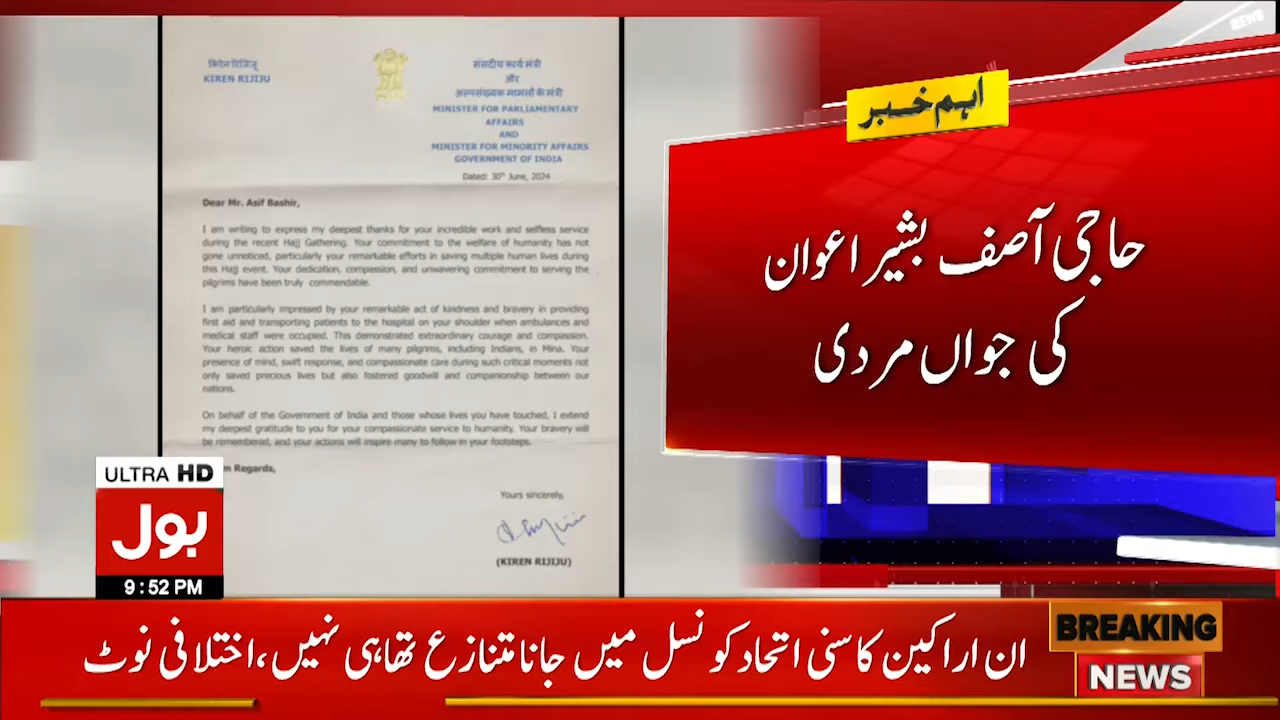 किरेन रिजिजू
KIREN RIJIJU
संसदीय कार्य मंत्री
और
अल्पसंख्यक मामलों के मंत्री
MINISTER FOR PARLIAMENTARY
AFFAIRS
AND
MINISTER FOR MINORITY AFFAIRS
GOVERNMENT OF INDIA
Dated: 30th June, 2024
Dear Mr. Asif Bashir,
I am writing to express my deepest thanks for your incredible work and selfless service
during the recent Hajj Gathering. Your commitment to the welfare of humanity has not
gone unnoticed, particularly your remarkable efforts in saving multiple human lives during
this Hajj event. Your dedication, compassion, and unwavering commitment to serving the
pilgrims have been truly commendable.
I am particularly impressed by your remarkable act of kindness and bravery in providing
first aid and transporting patients to the hospital on your shoulder when ambulances and
medical staff were occupied. This demonstrated extraordinary courage and compassion.
Your heroic action saved the lives of many pilgrims, including Indians, in Mina. Your
presence of mind, swift response, and compassionate care during such critical moments not
only saved precious lives but also fostered goodwill and companionship between our
nations.
On behalf of the Government of India and those whose lives you have touched, I extend
my deepest gratitude to you for your compassionate service to humanity. Your bravery will
be remembered, and your actions will inspire many to follow in your footsteps.
m Regards,
Yours sincerely,
(KIREN RIJIJU)
NEWS
اہم خبر
حاجی آصف بشیر اعوان
کی جواں مردی
ULTRA HD
بول
9:52 PM
ان اراکین کا سنی اتحاد کونسل میں جانا متنازع تھا ہی نہیں، اختلافی نوٹ
BREAKING
NEWS